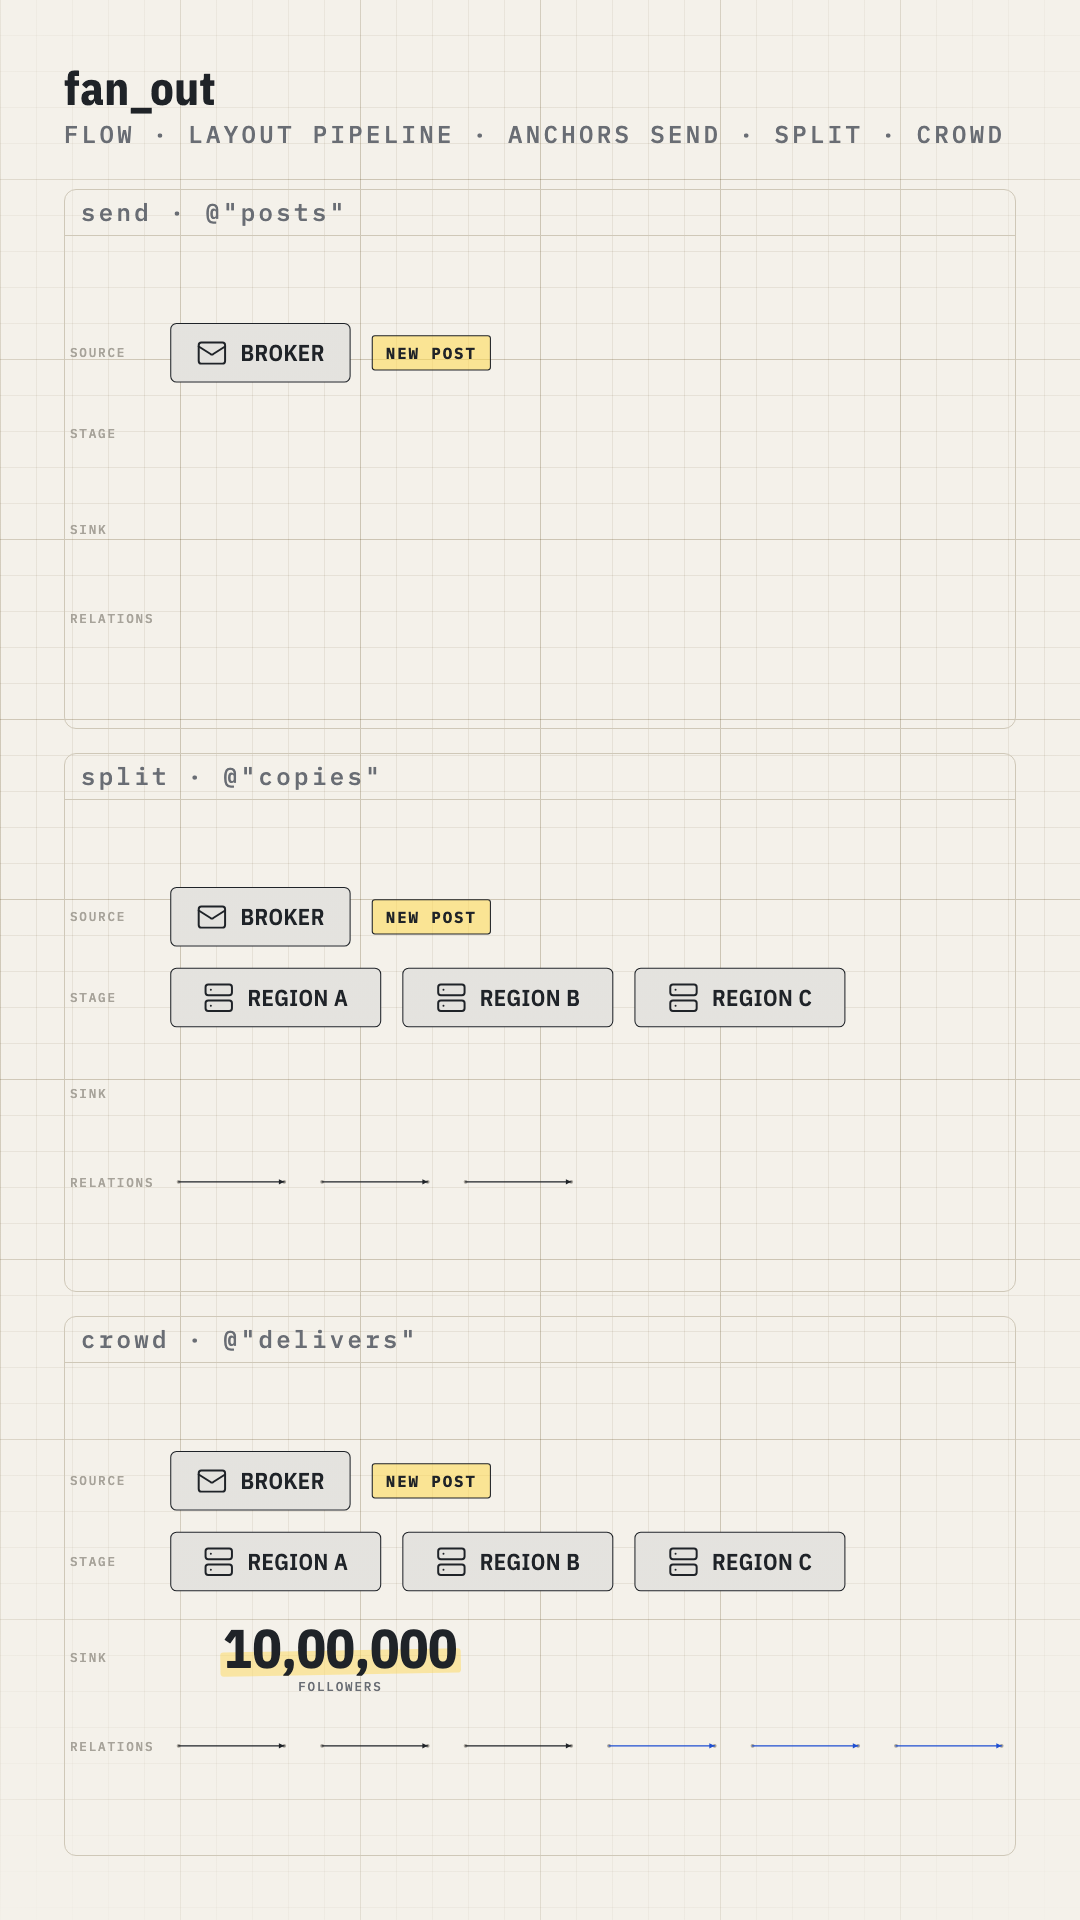 fan_out
FLOW · LAYOUT PIPELINE · ANCHORS SEND · SPLIT · CROWD
send · @"posts"
SOURCE BROKER NEW POST
STAGE
SINK
RELATIONS
split · @"copies"
SOURCE BROKER NEW POST
STAGE REGION A REGION B REGION C
SINK
RELATIONS
crowd · @"delivers"
SOURCE BROKER NEW POST
STAGE REGION A REGION B REGION C
SINK 10,00,000
FOLLOWERS
RELATIONS